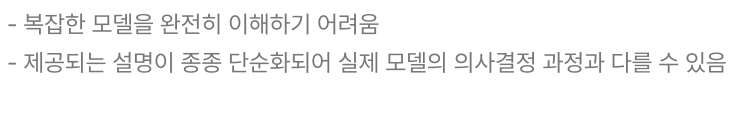 - 복잡한 모델을 완전히 이해하기 어려움
- 제공되는 설명이 종종 단순화되어 실제 모델의 의사결정 과정과 다를 수 있음